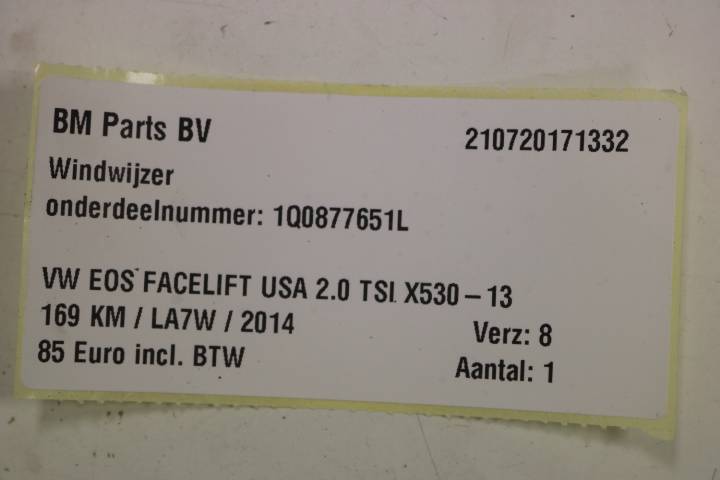 BM Parts BV 210720171332
Windwijzer
onderdeelnummer: 1Q0877651L
VW EOS FACELIFT USA 2.0 TSI X530 – 13
169 KM / LA7W / 2014 Verz: 8
85 Euro incl. BTW Aantal: 1